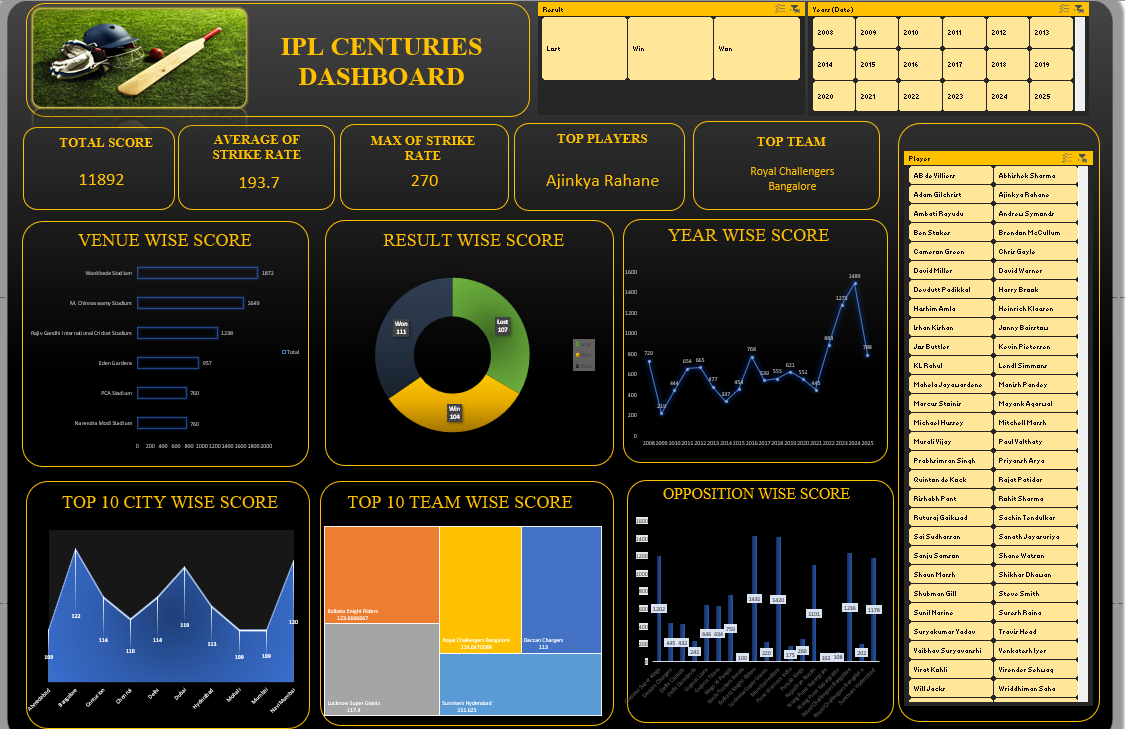 IPL CENTURIES
DASHBOARD
Result
Lost
Win
Won
Years (Date)
2008
2009
2010
2011
2012
2013
2014
2015
2016
2017
2018
2019
2020
2021
2022
2023
2024
2025
TOTAL SCORE
11892
AVERAGE OF
STRIKE RATE
193.7
MAX OF STRIKE
RATE
270
TOP PLAYERS
Ajinkya Rahane
TOP TEAM
Royal Challengers
Bangalore
Player
AB de Villiers
Abhishek Sharma
Adam Gilchrist
Ajinkya Rahane
Ambati Rayudu
Andrew Symonds
Ben Stokes
Brendon McCullum
Cameron Green
Chris Gayle
David Miller
David Warner
Devdutt Padikkal
Harry Brook
Hashim Amla
Heinrich Klaasen
Ishan Kishan
Jonny Bairstow
Jos Buttler
Kevin Pietersen
KL Rahul
Lendl Simmons
Mahela Jayawardene
Manish Pandey
Marcus Stoinis
Mayank Agarwal
Michael Hussey
Mitchell Marsh
Murali Vijay
Paul Valthaty
Prabhsimran Singh
Priyansh Arya
Quinton de Kock
Rajat Patidar
Rishabh Pant
Rohit Sharma
Ruturaj Gaikwad
Sachin Tendulkar
Sai Sudharsan
Sanath Jayasuriya
Sanju Samson
Shane Watson
Shaun Marsh
Shikhar Dhawan
Shubman Gill
Steve Smith
Sunil Narine
Suresh Raina
Suryakumar Yadav
Travis Head
Vaibhav Suryavanshi
Venkatesh Iyer
Virat Kohli
Virender Sehwag
Will Jacks
Wriddhiman Saha
VENUE WISE SCORE
Wankhede Stadium
1872
M. Chinnaswamy Stadium
1649
Rajiv Gandhi International Cricket Stadium
1238
Eden Gardens
957
PCA Stadium
760
Narendra Modi Stadium
760
Total
0 200 400 600 800 1000 1200 1400 1600 1800 2000
RESULT WISE SCORE
Won
111
Lost
107
Win
104
YEAR WISE SCORE
1600
1400
1200
1000
800
600
400
200
0
729
444
654
665
477
337
454
768
539
555
621
552
445
883
1273
1489
788
2008 2009 2010 2011 2012 2013 2014 2015 2016 2017 2018 2019 2020 2021 2022 2023 2024 2025
TOP 10 CITY WISE SCORE
122
114
110
114
119
113
109
109
120
Ahmedabad
Bangalore
Centurion
Chennai
Delhi
Dubai
Hyderabad
Mohali
Mumbai
Navi Mumbai
TOP 10 TEAM WISE SCORE
Kolkata Knight Riders
123.6666667
Royal Challengers Bangalore
Deccan Chargers
113
Lucknow Super Giants
117.4
Sunrisers Hyderabad
111.625
OPPOSITION WISE SCORE
1600
1400
1200
1000
800
600
400
200
0
1202
445
432
241
646
634
759
100
1431
220
1420
175
260
1101
102
108
1236
202
1178